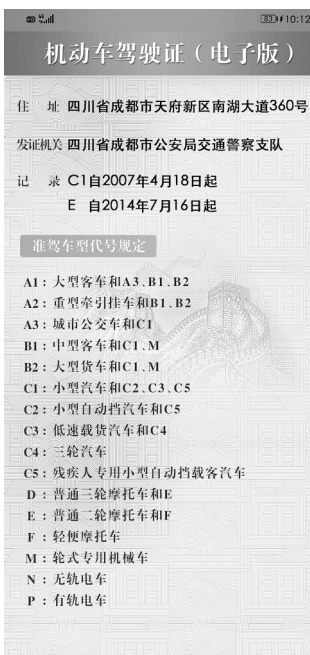 83 10:12
机动车驾驶证（电子版）
住 址 四川省成都市天府新区南湖大道360号
发证机关 四川省成都市公安局交通警察支队
记 录 C1自2007年4月18日起
E 自2014年7月16日起
准驾车型代号规定
A1：大型客车和A3、B1、B2
A2：重型牵引挂车和B1、B2
A3：城市公交车和C1
B1：中型客车和C1、M
B2：大型货车和C1、M
C1：小型汽车和C2、C3、C5
C2：小型自动挡汽车和C5
C3：低速载货汽车和C4
C4：三轮汽车
C5：残疾人专用小型自动挡载客汽车
D：普通三轮摩托车和E
E：普通二轮摩托车和F
F：轻便摩托车
M：轮式专用机械车
N：无轨电车
P：有轨电车